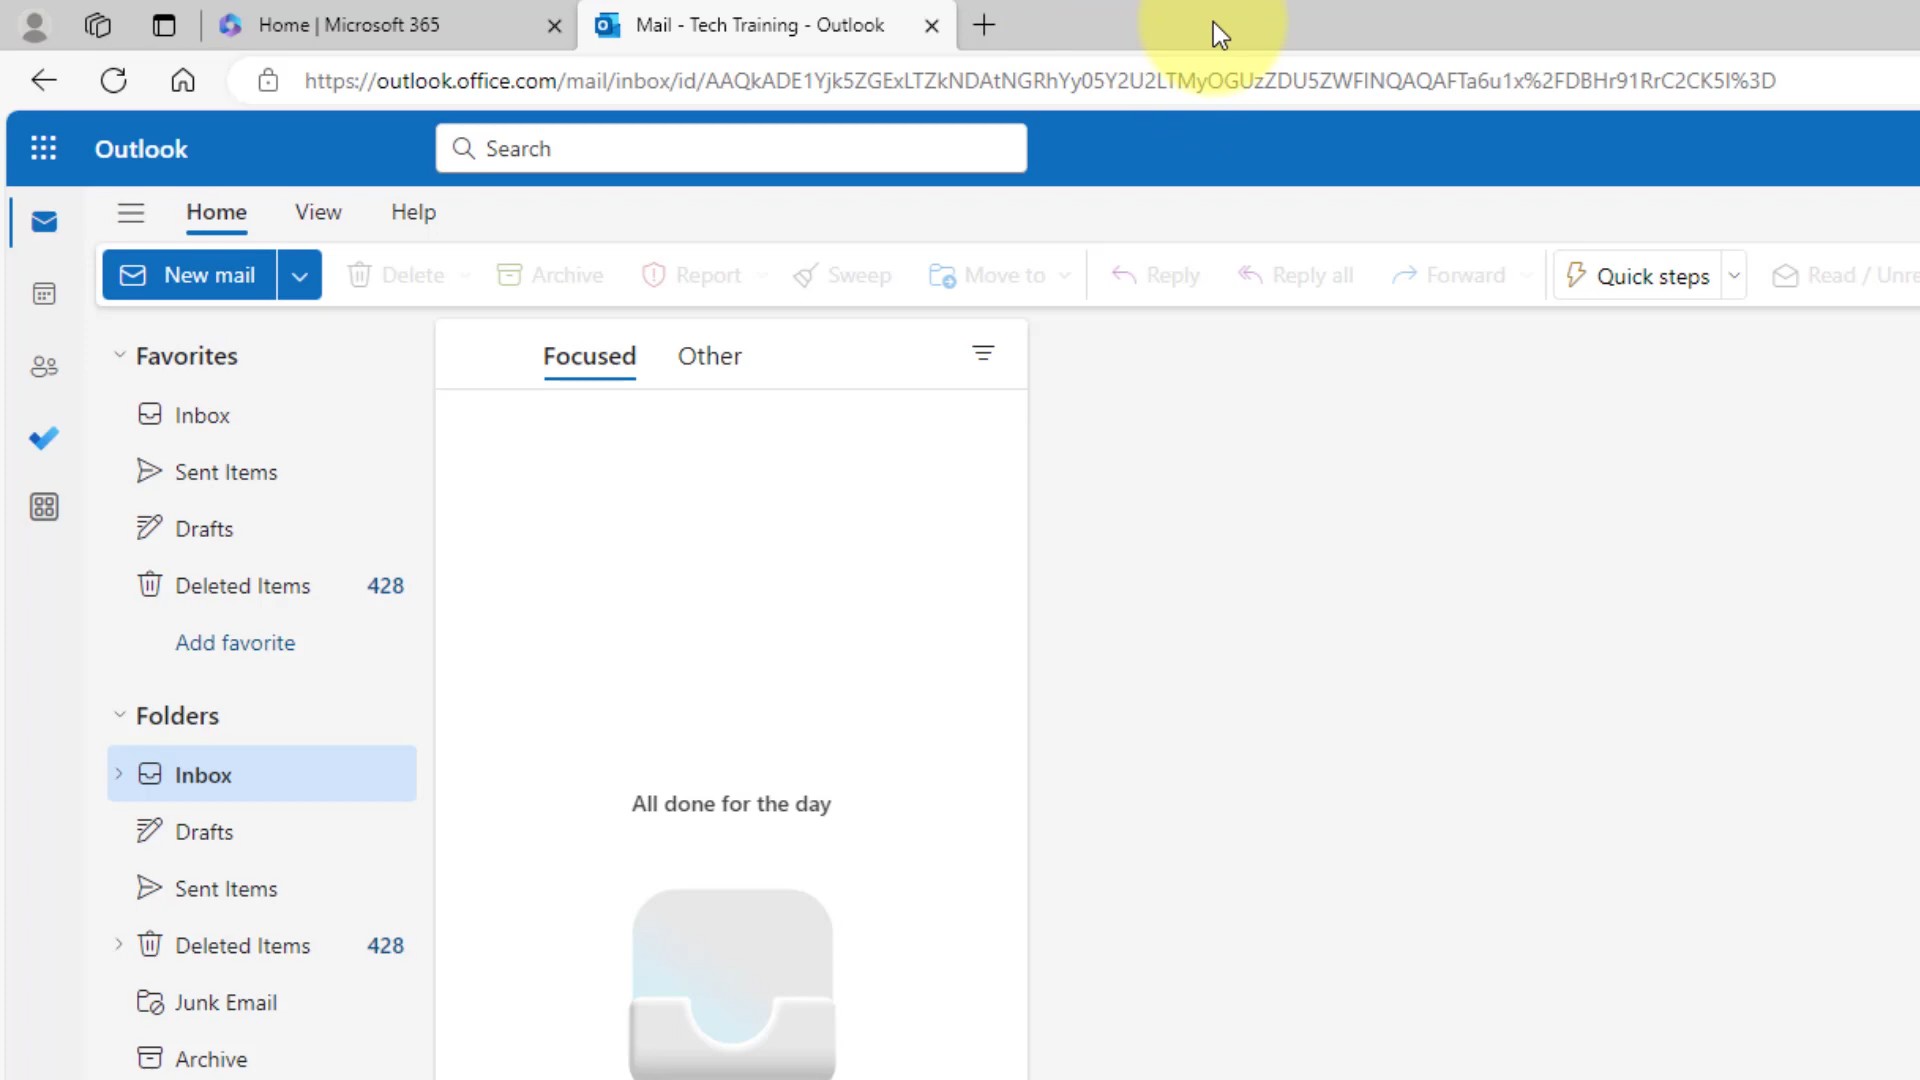 Home | Microsoft 365
Mail - Tech Training - Outlook
https://outlook.office.com/mail/inbox/id/AAQkADE1Yjk5ZGExLTZkNDAtNGRhYy05Y2U2LTMyOGUzZDU5ZWFlNQAQAFTa6u1x%2FDBHr91RrC2CK5I%3D
Outlook
Search
Home View Help
New mail Delete Archive Report Sweep Move to Reply Reply all Forward Quick steps Read / Unre
Favorites
Focused Other
Inbox
Sent Items
Drafts
Deleted Items 428
Add favorite
Folders
Inbox
All done for the day
Drafts
Sent Items
Deleted Items 428
Junk Email
Archive